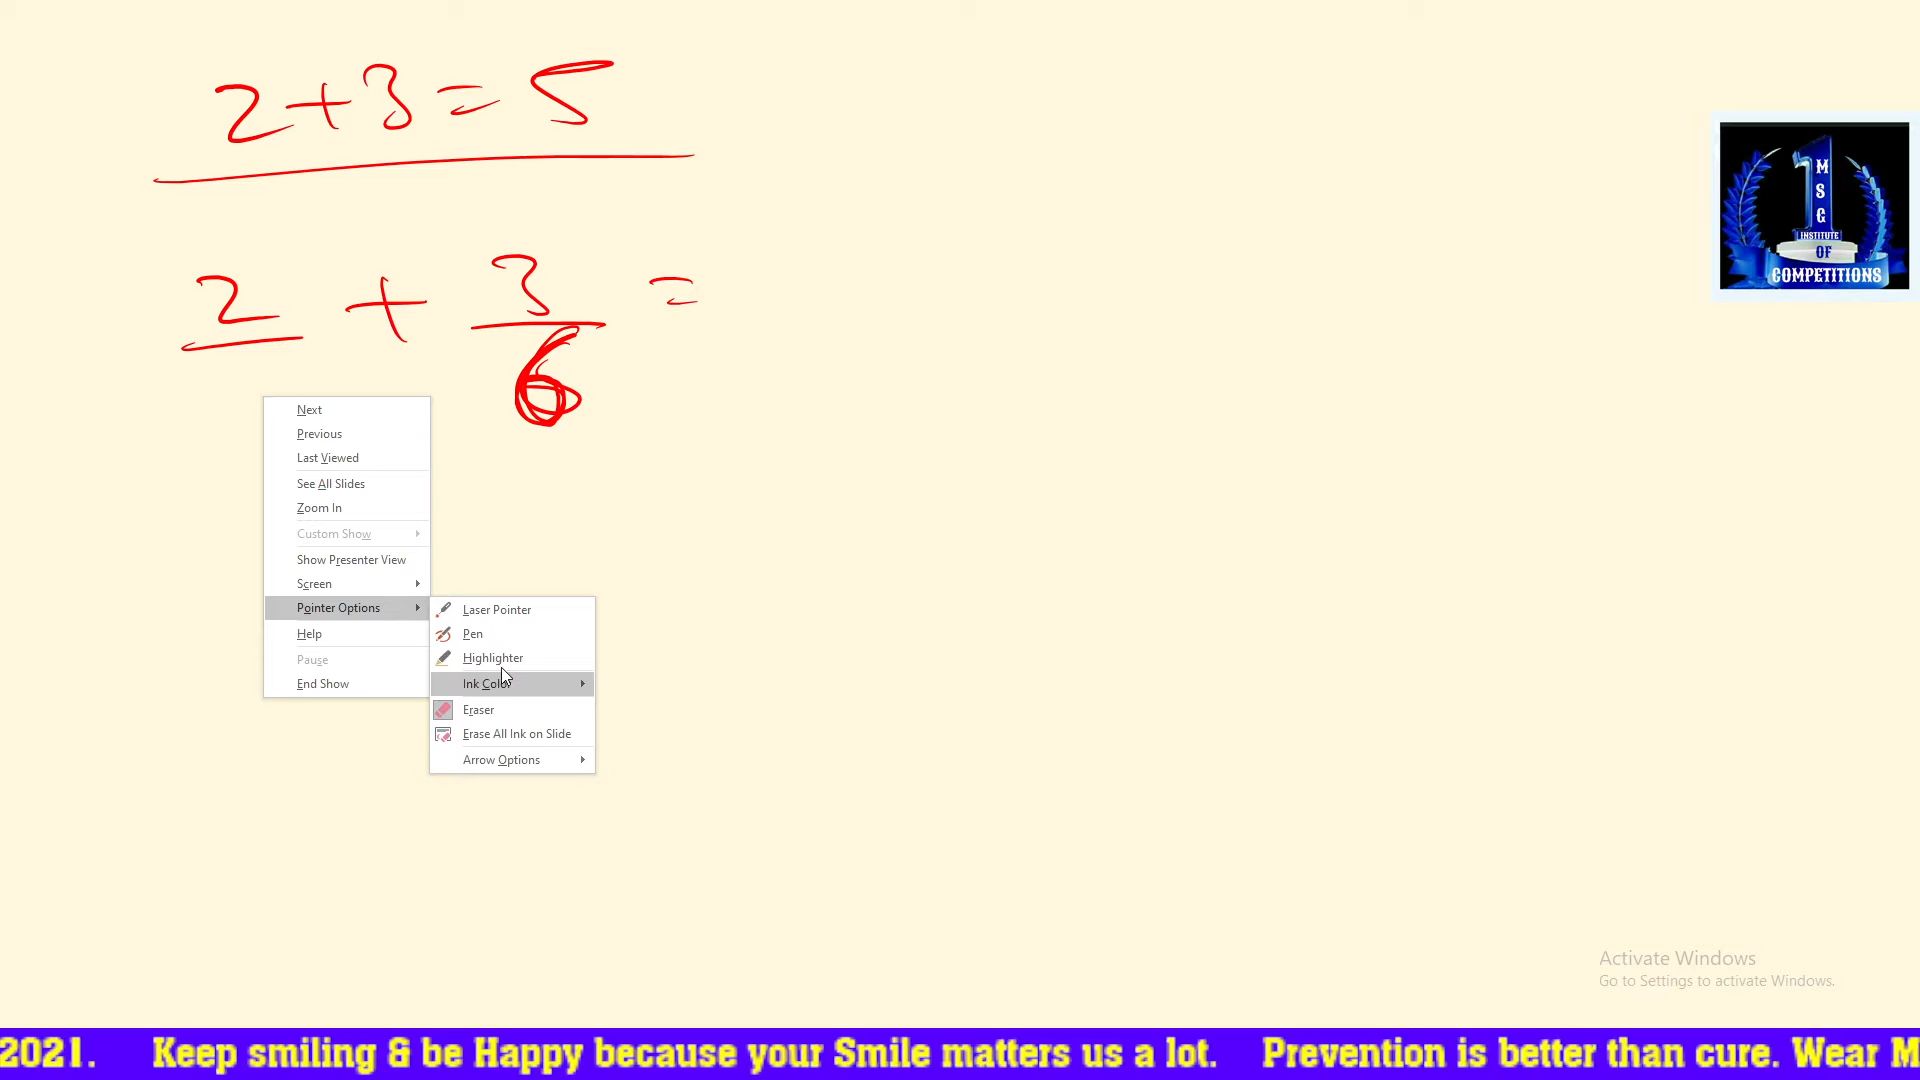 2+3=5
2 + 3/6 =
M
S
G
INSTITUTE
OF
COMPETITIONS
Next
Previous
Last Viewed
See All Slides
Zoom In
Custom Show
Show Presenter View
Screen
Pointer Options
Help
Pause
End Show
Laser Pointer
Pen
Highlighter
Ink Color
Eraser
Erase All Ink on Slide
Arrow Options
Activate Windows
Go to Settings to activate Windows.
2021. Keep smiling & be Happy because your Smile matters us a lot. Prevention is better than cure. Wear M